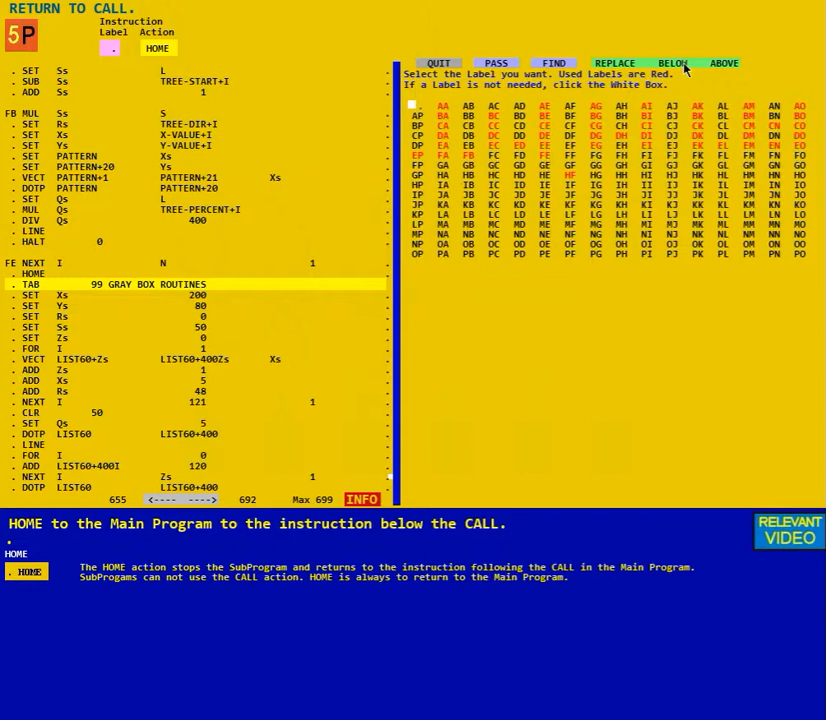 RETURN TO CALL.
Instruction
Label Action
5P . HOME
QUIT PASS FIND REPLACE BELOW ABOVE
Select the Label you want. Used Labels are Red.
If a Label is not needed, click the White Box.
. SET Ss L .
. SUB Ss TREE-START+I .
. ADD Ss 1 .
FB MUL Ss S .
. SET Rs TREE-DIR+I .
. SET Xs X-VALUE+I .
. SET Ys Y-VALUE+I .
. SET PATTERN Xs .
. SET PATTERN+20 Ys .
. VECT PATTERN+1 PATTERN+21 Xs .
. DOTP PATTERN PATTERN+20 .
. SET Qs L .
. MUL Qs TREE-PERCENT+I .
. DIV Qs 400 .
. LINE .
. HALT 0 .
FE NEXT I N 1 .
. HOME .
. TAB 99 GRAY BOX ROUTINES .
. SET Xs 200 .
. SET Ys 80 .
. SET Rs 0 .
. SET Ss 50 .
. SET Zs 0 .
. FOR I 1 .
. VECT LIST60+Zs LIST60+400Zs Xs .
. ADD Zs 1 .
. ADD Xs 5 .
. ADD Rs 48 .
. NEXT I 121 1 .
. CLR 50 .
. SET Qs 5 .
. DOTP LIST60 LIST60+400 .
. LINE .
. FOR I 0 .
. ADD LIST60+400I 120 .
. NEXT I Zs 1
. DOTP LIST60 LIST60+400 .
655 <---- ----> 692 Max 699 INFO
. AA AB AC AD AE AF AG AH AI AJ AK AL AM AN AO
AP BA BB BC BD BE BF BG BH BI BJ BK BL BM BN BO
BP CA CB CC CD CE CF CG CH CI CJ CK CL CM CN CO
CP DA DB DC DD DE DF DG DH DI DJ DK DL DM DN DO
DP EA EB EC ED EE EF EG EH EI EJ EK EL EM EN EO
EP FA FB FC FD FE FF FG FH FI FJ FK FL FM FN FO
FP GA GB GC GD GE GF GG GH GI GJ GK GL GM GN GO
GP HA HB HC HD HE HF HG HH HI HJ HK HL HM HN HO
HP IA IB IC ID IE IF IG IH II IJ IK IL IM IN IO
IP JA JB JC JD JE JF JG JH JI JJ JK JL JM JN JO
JP KA KB KC KD KE KF KG KH KI KJ KK KL KM KN KO
KP LA LB LC LD LE LF LG LH LI LJ LK LL LM LN LO
LP MA MB MC MD ME MF MG MH MI MJ MK ML MM MN MO
MP NA NB NC ND NE NF NG NH NI NJ NK NL NM NN NO
NP OA OB OC OD OE OF OG OH OI OJ OK OL OM ON OO
OP PA PB PC PD PE PF PG PH PI PJ PK PL PM PN PO
HOME to the Main Program to the instruction below the CALL.
.
HOME
. HOME
The HOME action stops the SubProgram and returns to the instruction following the CALL in the Main Program.
SubProgams can not use the CALL action. HOME is always to return to the Main Program.
RELEVANT
VIDEO